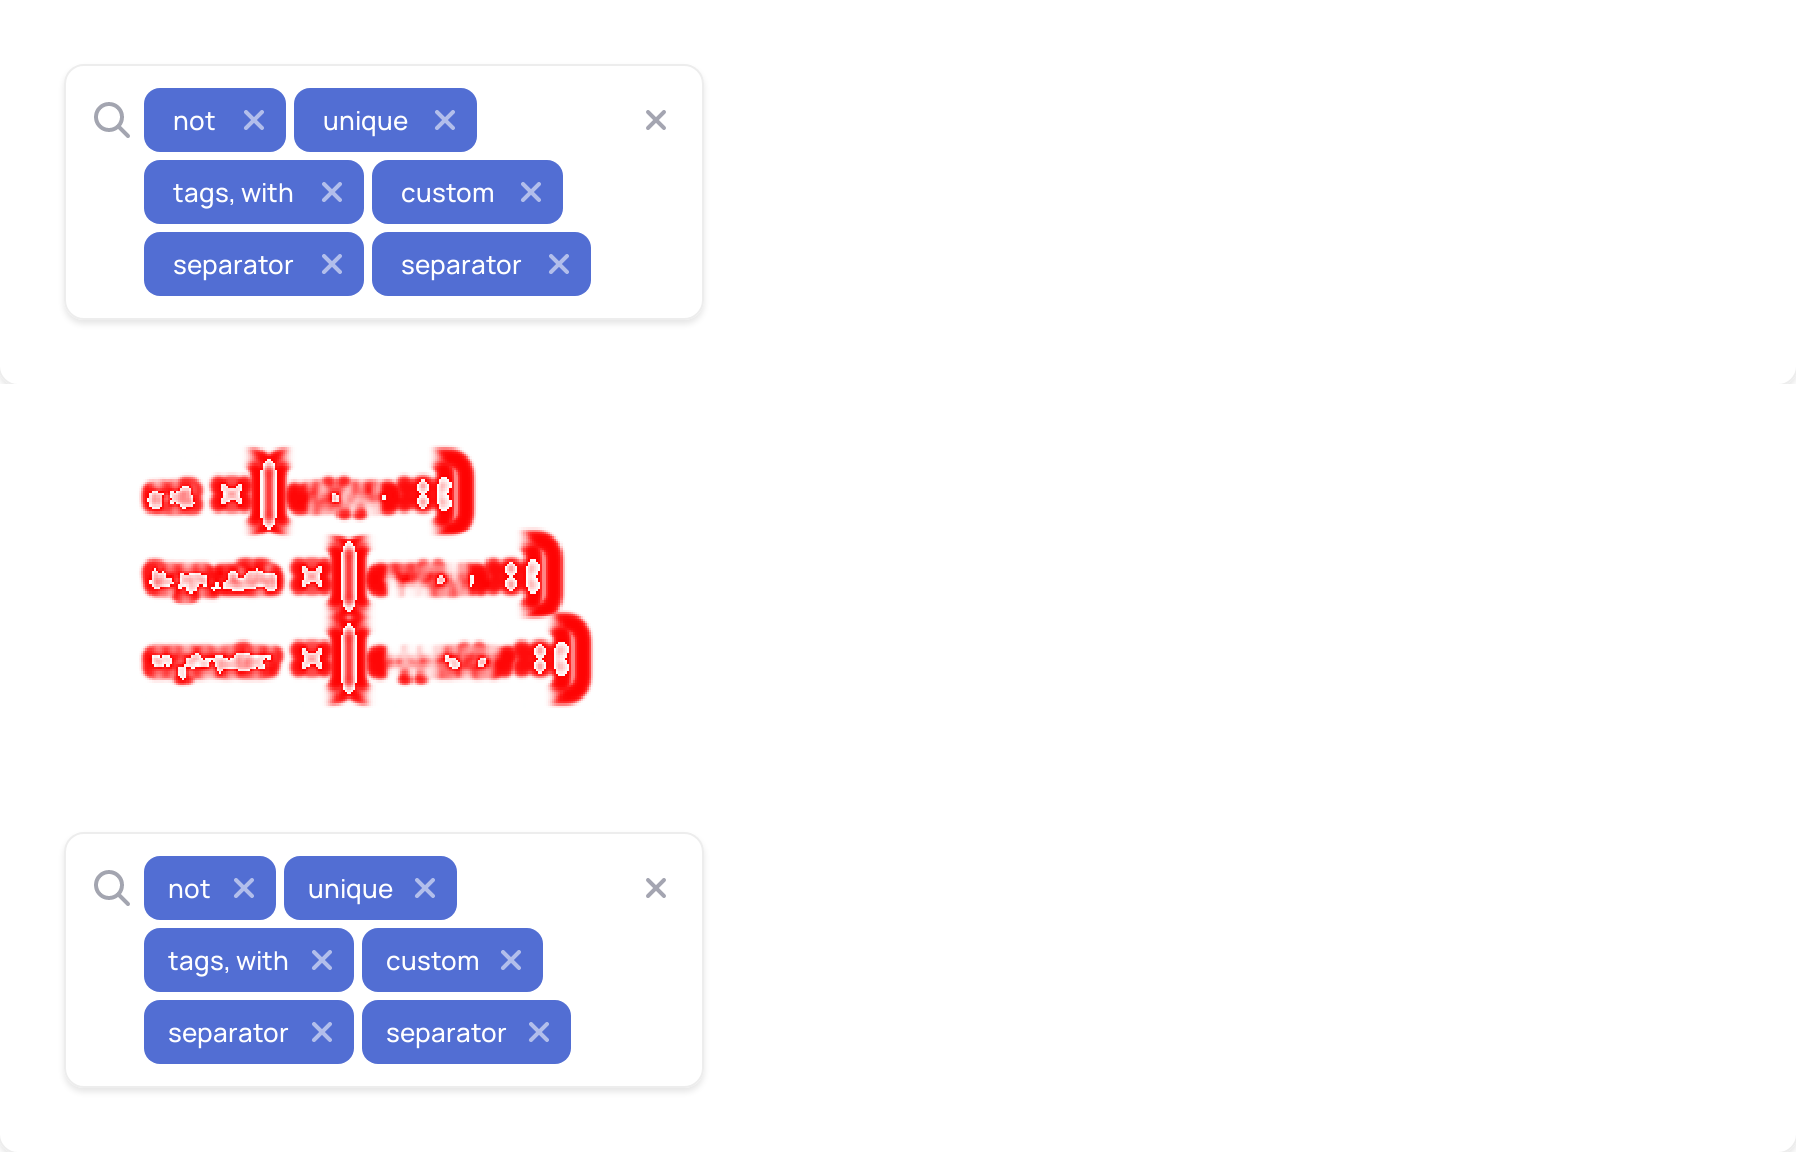 not unique
tags, with custom
separator separator
not unique
tags, with custom
separator separator